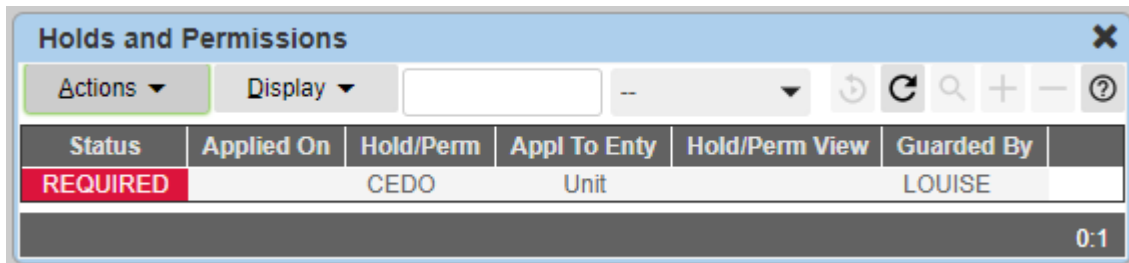 Holds and Permissions
Actions Display --
Status Applied On Hold/Perm Appl To Enty Hold/Perm View Guarded By
REQUIRED CEDO Unit LOUISE
0:1